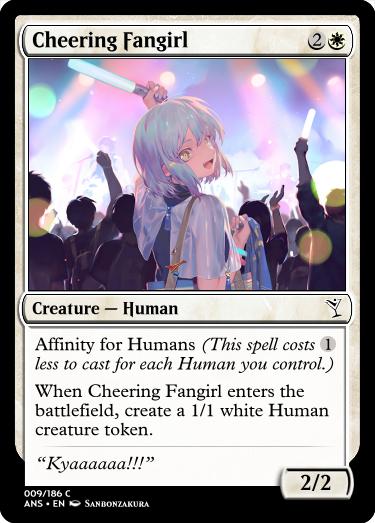 Cheering Fangirl 2
Creature — Human
Affinity for Humans (This spell costs 1
less to cast for each Human you control.)
When Cheering Fangirl enters the
battlefield, create a 1/1 white Human
creature token.
“Kyaaaaaa!!!”
2/2
009/186 C
ANS • EN Sanbonzakura